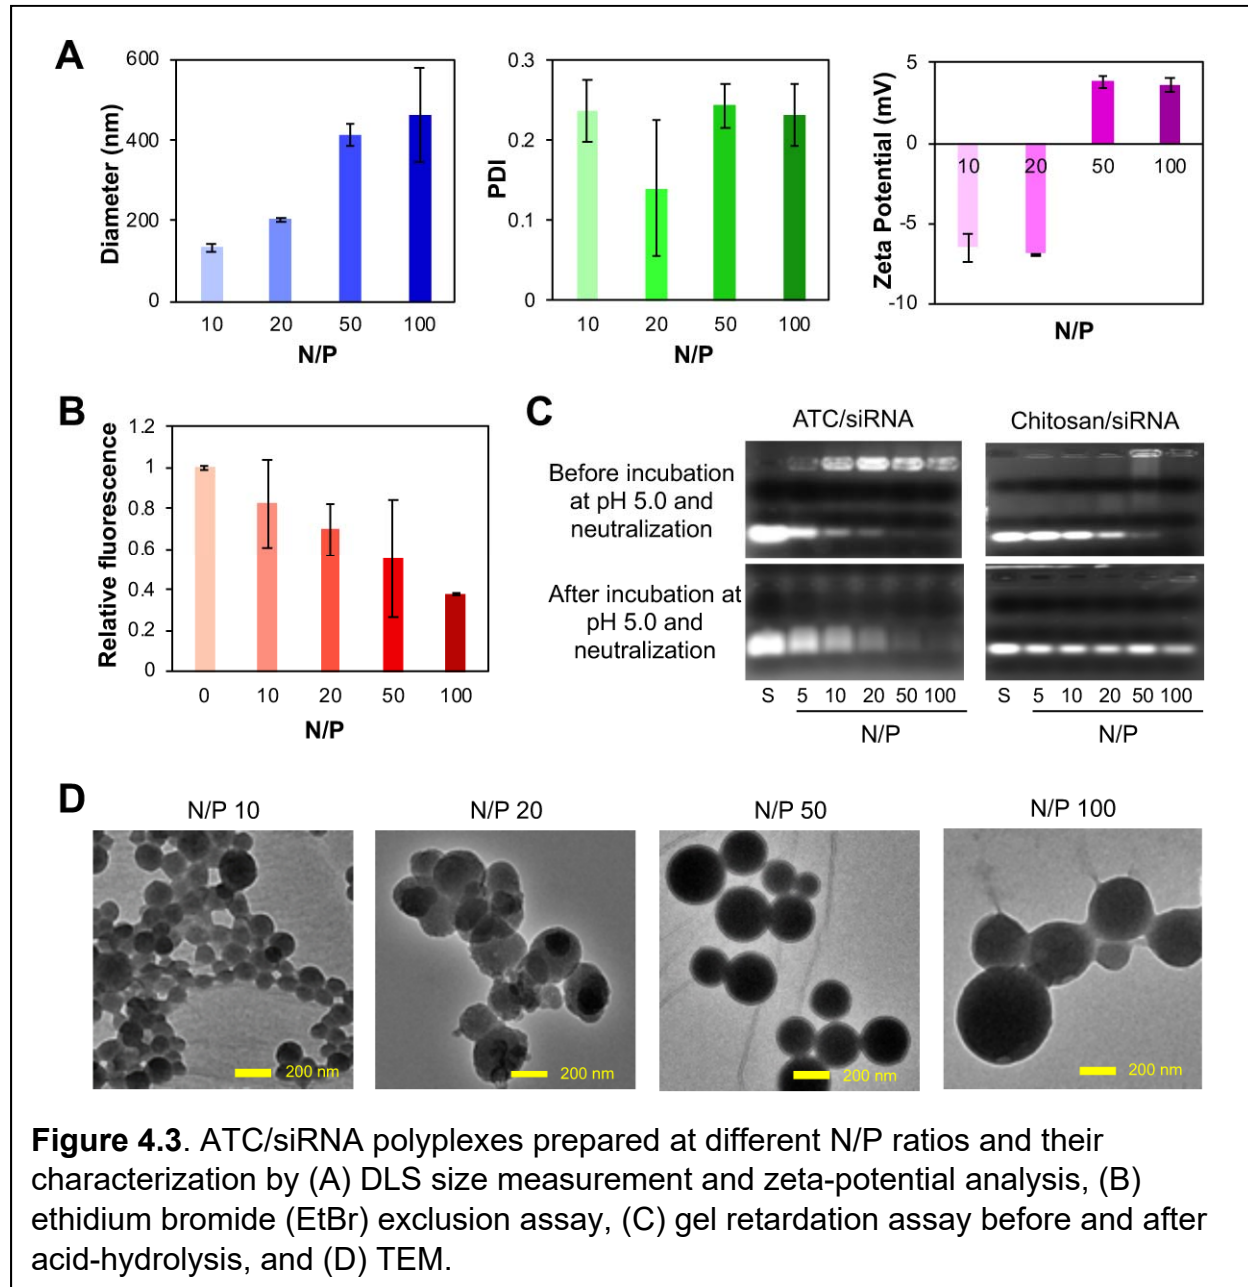 A
600
400
200
0
Diameter (nm)
10 20 50 100
N/P
0.3
0.2
0.1
0
PDI
10 20 50 100
N/P
5
0
-5
-10
Zeta Potential (mV)
10 20 50 100
N/P
B
1.2
1
0.8
0.6
0.4
0.2
0
Relative fluorescence
0 10 20 50 100
N/P
C
ATC/siRNA
Chitosan/siRNA
Before incubation
at pH 5.0 and
neutralization
After incubation at
pH 5.0 and
neutralization
S 5 10 20 50 100
N/P
S 5 10 20 50 100
N/P
D
N/P 10
N/P 20
N/P 50
N/P 100
200 nm
200 nm
200 nm
200 nm
Figure 4.3. ATC/siRNA polyplexes prepared at different N/P ratios and their
characterization by (A) DLS size measurement and zeta-potential analysis, (B)
ethidium bromide (EtBr) exclusion assay, (C) gel retardation assay before and after
acid-hydrolysis, and (D) TEM.